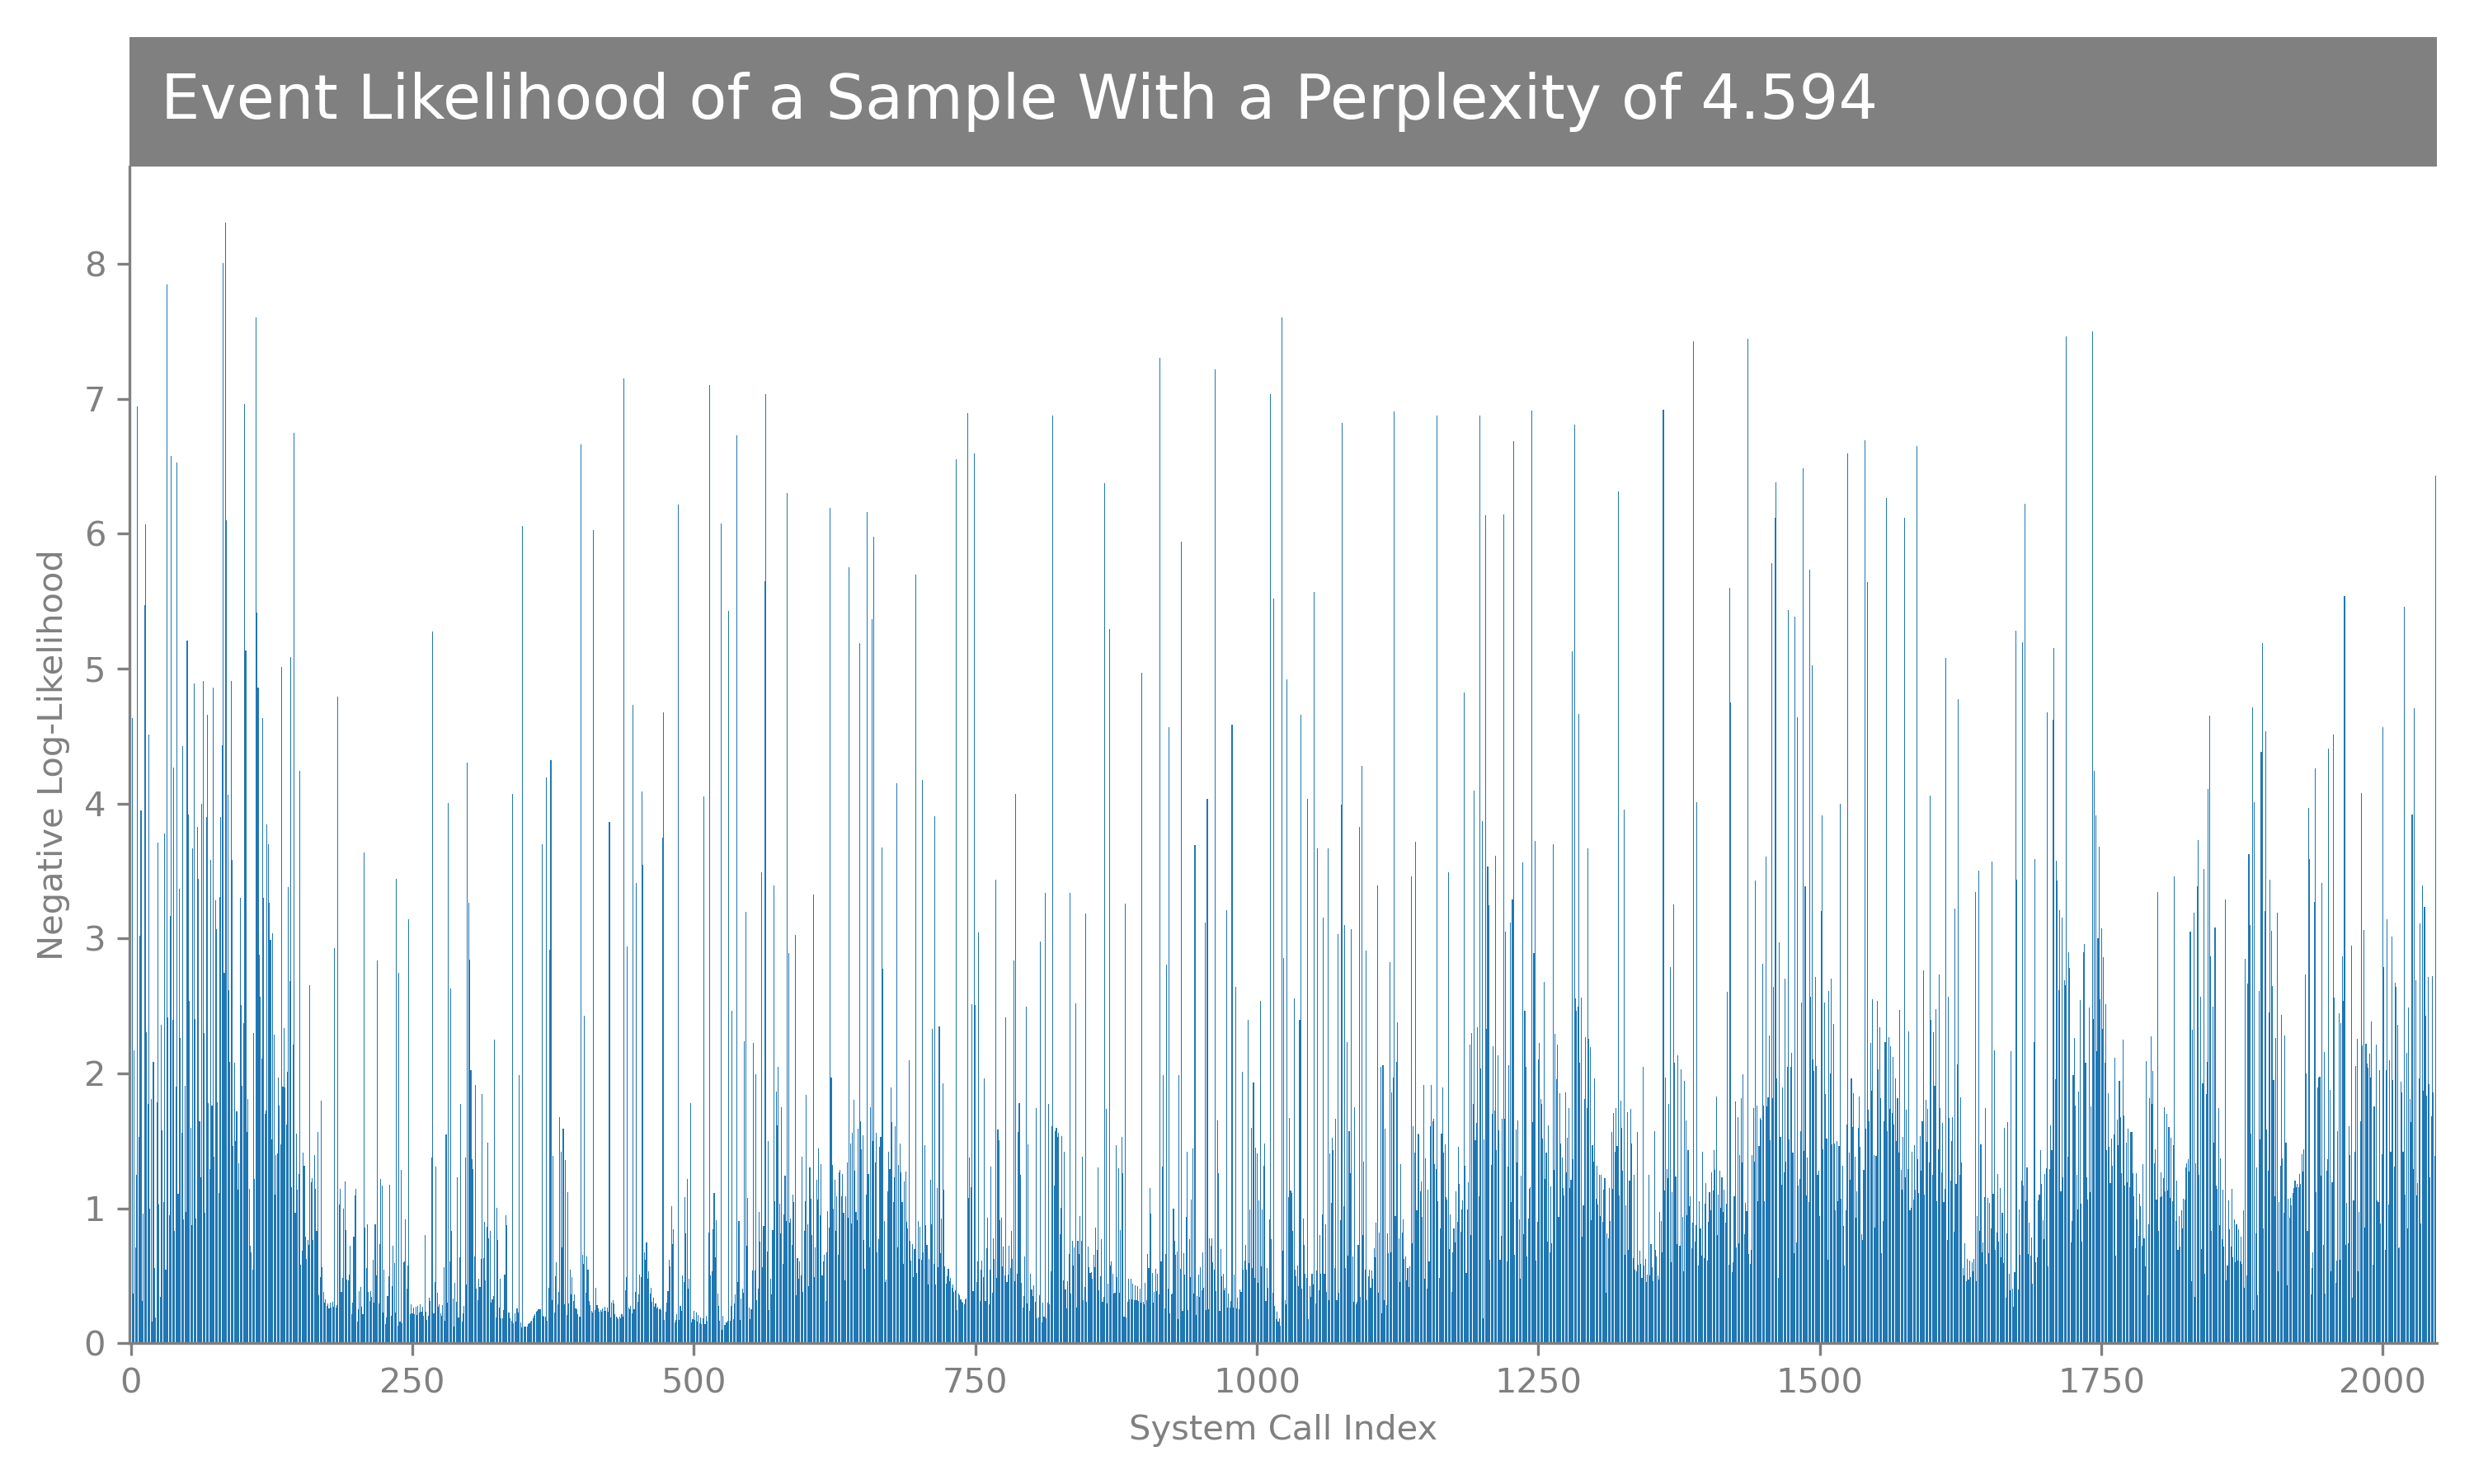 Event Likelihood of a Sample With a Perplexity of 4.594
Negative Log-Likelihood
8
7
6
5
4
3
2
1
0
0 250 500 750 1000 1250 1500 1750 2000
System Call Index